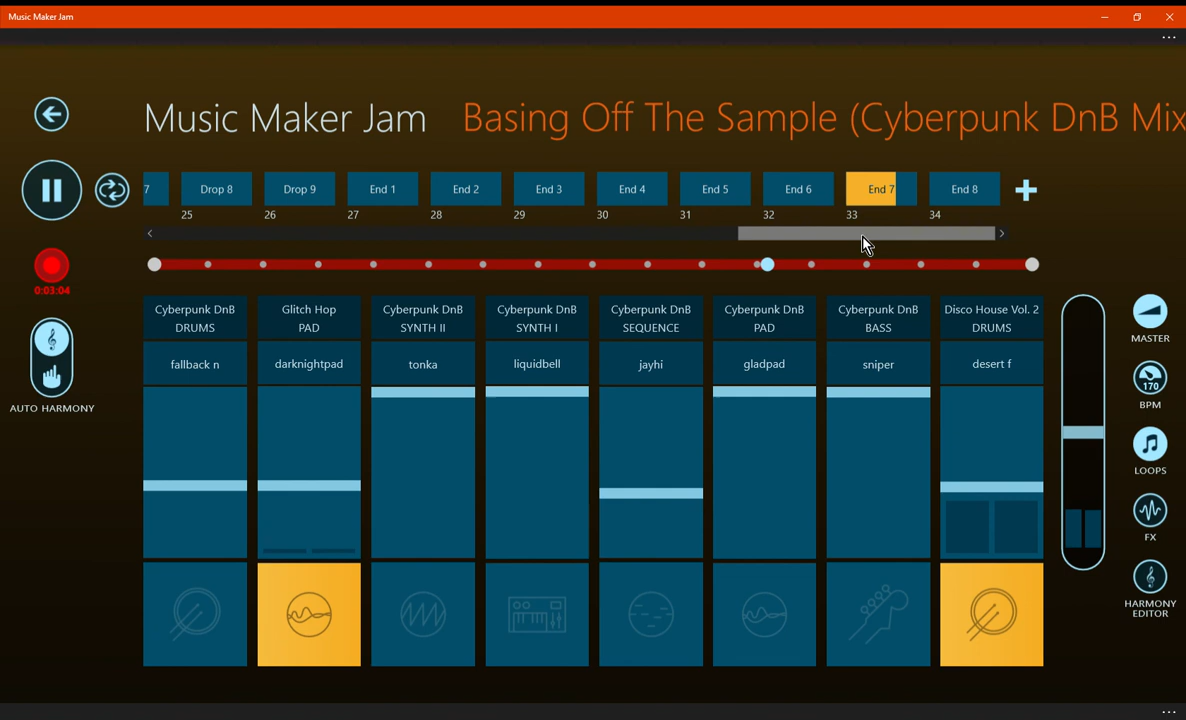 Music Maker Jam
Music Maker Jam Basing Off The Sample (Cyberpunk DnB Mix
7 Drop 8 Drop 9 End 1 End 2 End 3 End 4 End 5 End 6 End 7 End 8
25 26 27 28 29 30 31 32 33 34
0:03:04
AUTO HARMONY
Cyberpunk DnB
DRUMS
fallback n
Glitch Hop
PAD
darknightpad
Cyberpunk DnB
SYNTH II
tonka
Cyberpunk DnB
SYNTH I
liquidbell
Cyberpunk DnB
SEQUENCE
jayhi
Cyberpunk DnB
PAD
gladpad
Cyberpunk DnB
BASS
sniper
Disco House Vol. 2
DRUMS
desert f
MASTER
170
BPM
LOOPS
FX
HARMONY
EDITOR